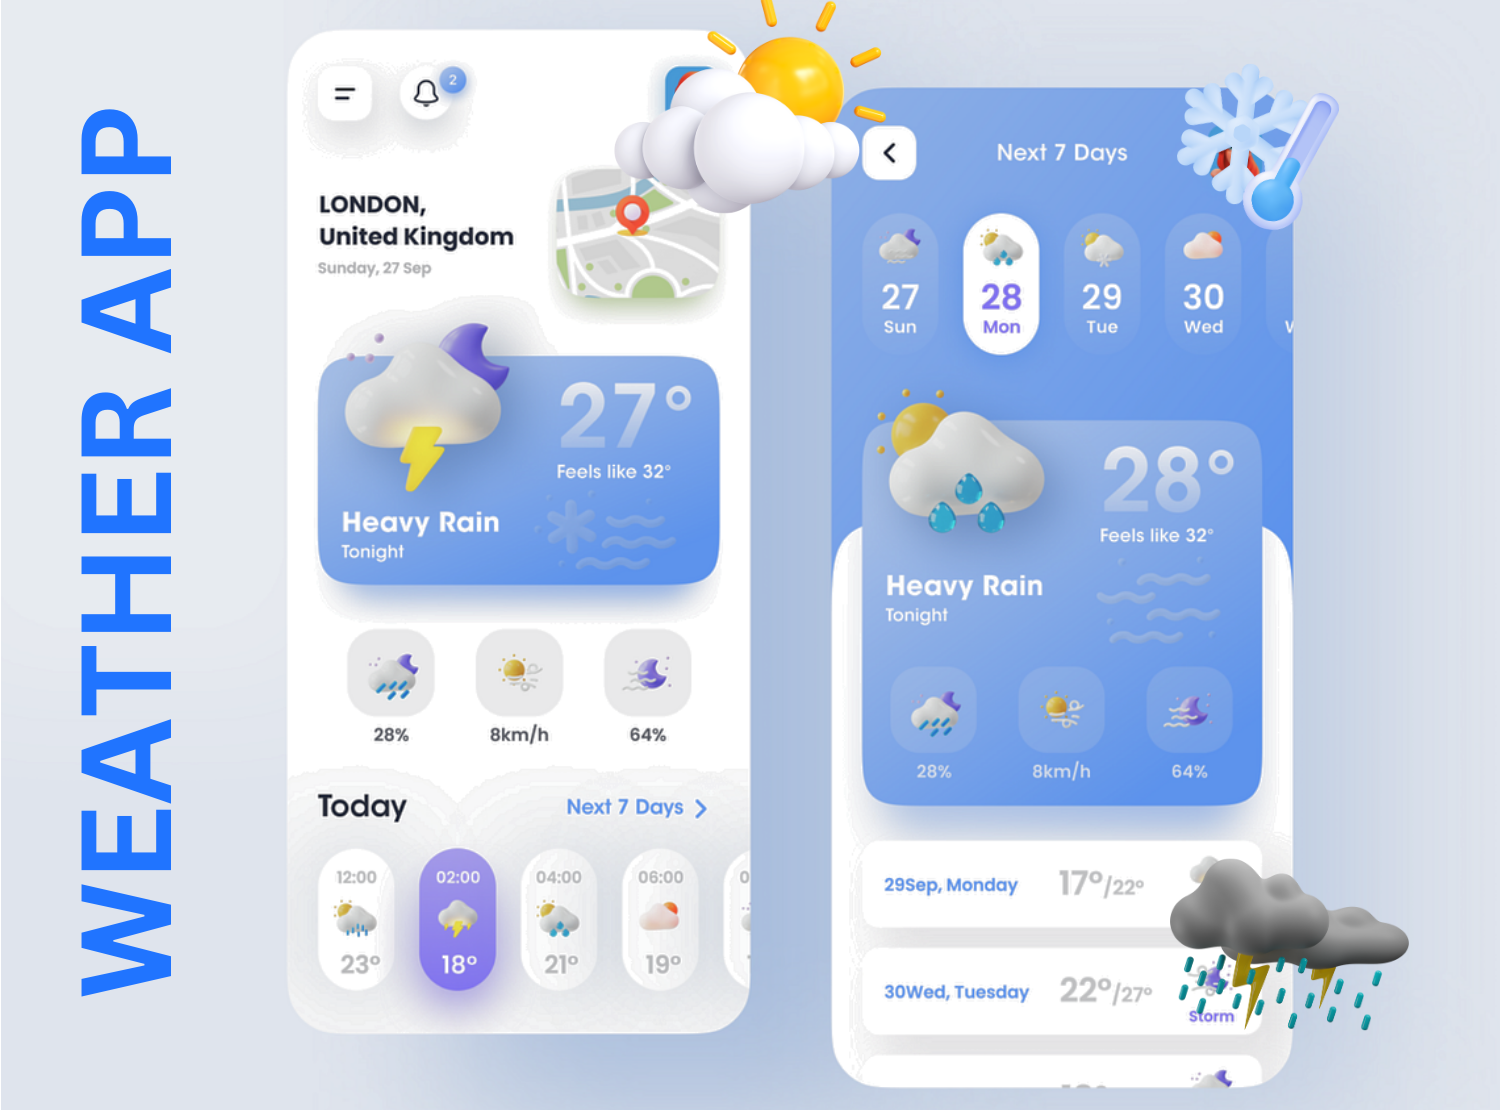 WEATHER APP
2
LONDON,
United Kingdom
Sunday, 27 Sep
27°
Feels like 32°
Heavy Rain
Tonight
28%
8km/h
64%
Today
Next 7 Days
12:00
02:00
04:00
06:00
23°
18°
21°
19°
Next 7 Days
27
Sun
28
Mon
29
Tue
30
Wed
28°
Feels like 32°
Heavy Rain
Tonight
28%
8km/h
64%
29Sep, Monday
17°/22°
30Wed, Tuesday
22°/27°
Storm